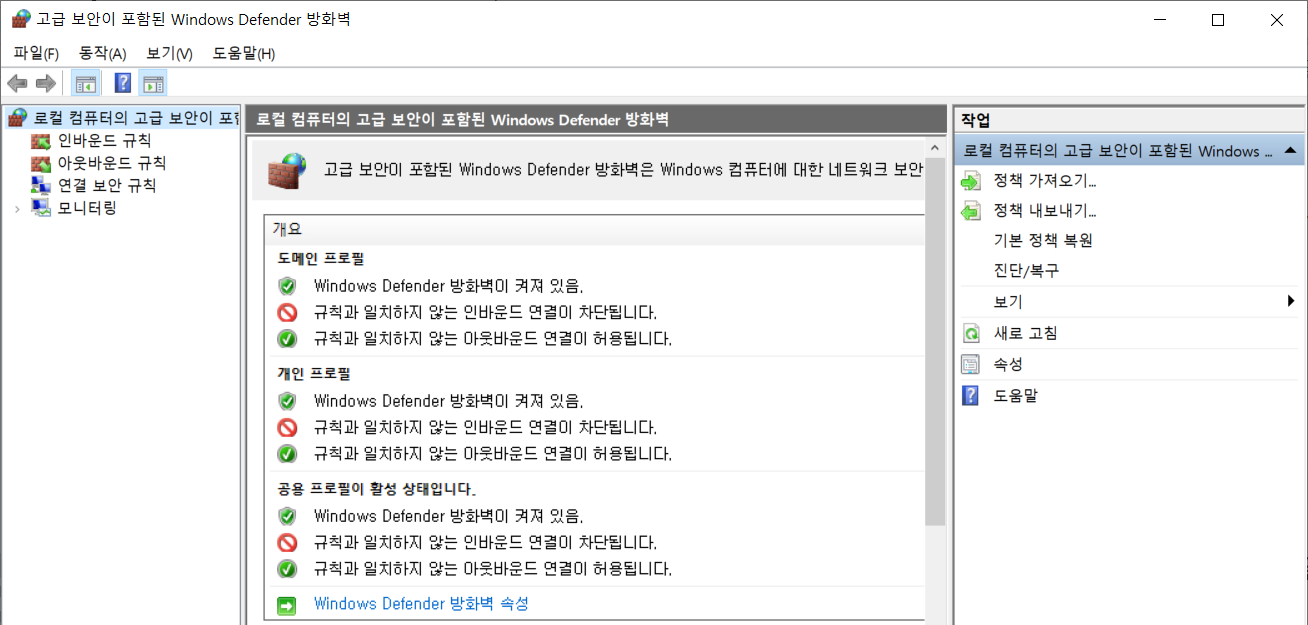 고급 보안이 포함된 Windows Defender 방화벽
파일(F) 동작(A) 보기(V) 도움말(H)
로컬 컴퓨터의 고급 보안이 포함
인바운드 규칙
아웃바운드 규칙
연결 보안 규칙
모니터링
로컬 컴퓨터의 고급 보안이 포함된 Windows Defender 방화벽
고급 보안이 포함된 Windows Defender 방화벽은 Windows 컴퓨터에 대한 네트워크 보안
개요
도메인 프로필
Windows Defender 방화벽이 켜져 있음.
규칙과 일치하지 않는 인바운드 연결이 차단됩니다.
규칙과 일치하지 않는 아웃바운드 연결이 허용됩니다.
개인 프로필
Windows Defender 방화벽이 켜져 있음.
규칙과 일치하지 않는 인바운드 연결이 차단됩니다.
규칙과 일치하지 않는 아웃바운드 연결이 허용됩니다.
공용 프로필이 활성 상태입니다.
Windows Defender 방화벽이 켜져 있음.
규칙과 일치하지 않는 인바운드 연결이 차단됩니다.
규칙과 일치하지 않는 아웃바운드 연결이 허용됩니다.
Windows Defender 방화벽 속성
작업
로컬 컴퓨터의 고급 보안이 포함된 Windows ...
정책 가져오기...
정책 내보내기...
기본 정책 복원
진단/복구
보기
새로 고침
속성
도움말